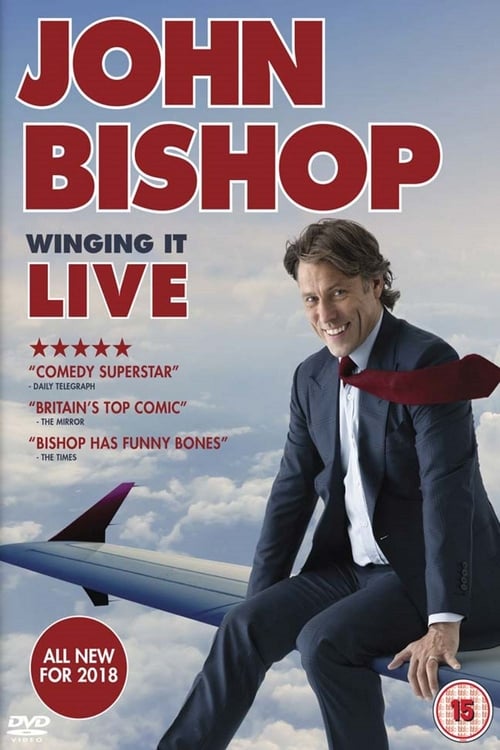 JOHN
BISHOP
WINGING IT
LIVE
“COMEDY SUPERSTAR”
- DAILY TELEGRAPH
“BRITAIN'S TOP COMIC”
- THE MIRROR
“BISHOP HAS FUNNY BONES”
- THE TIMES
ALL NEW
FOR 2018
DVD
VIDEO
15